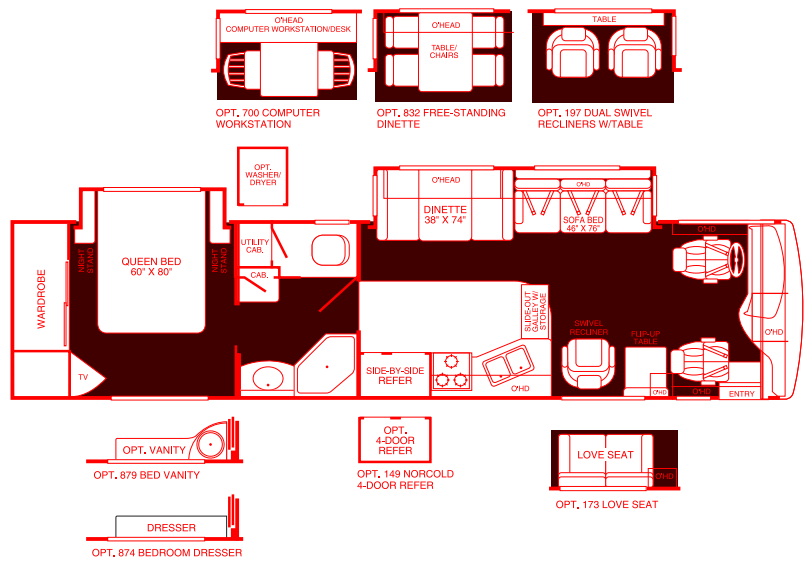 O'HEAD
COMPUTER WORKSTATION/DESK
OPT. 700 COMPUTER
WORKSTATION
O'HEAD
TABLE/
CHAIRS
OPT. 832 FREE-STANDING
DINETTE
TABLE
OPT. 197 DUAL SWIVEL
RECLINERS W/TABLE
OPT.
WASHER/
DRYER
WARDROBE
NIGHT
STAND
QUEEN BED
60" X 80"
NIGHT
STAND
TV
UTILITY
CAB.
CAB.
O'HEAD
DINETTE
38" X 74"
O'HD
SOFA BED
46" X 76"
O'HD
SLIDE-OUT
GALLEY W/
STORAGE
SIDE-BY-SIDE
REFER
O'HD
SWIVEL
RECLINER
FLIP-UP
TABLE
O'HD
O'HD
O'HD
ENTRY
OPT. VANITY
OPT. 879 BED VANITY
DRESSER
OPT. 874 BEDROOM DRESSER
OPT.
4-DOOR
REFER
OPT. 149 NORCOLD
4-DOOR REFER
LOVE SEAT
O'HD
OPT. 173 LOVE SEAT